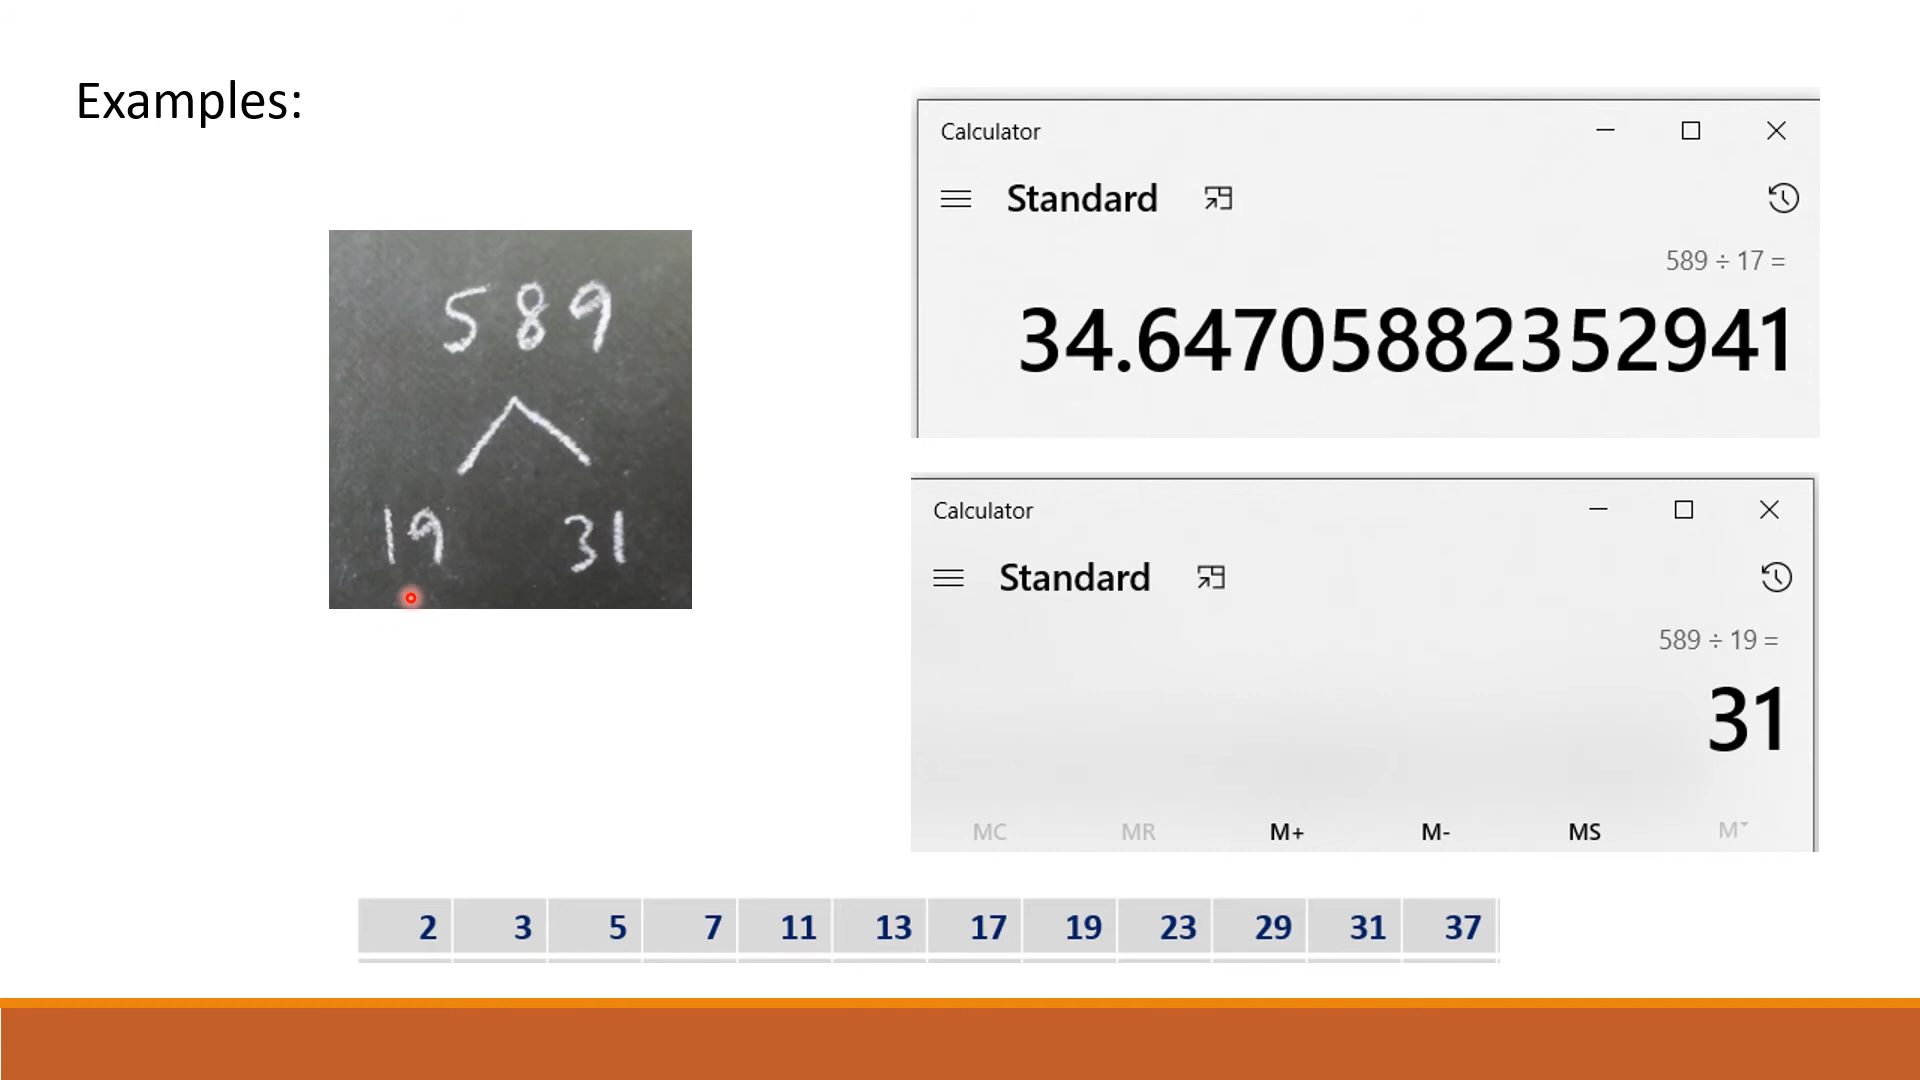 Examples:
589
19 31
Calculator
Standard
589 ÷ 17 =
34.64705882352941
Calculator
Standard
589 ÷ 19 =
31
MC MR M+ M- MS M˅
2 3 5 7 11 13 17 19 23 29 31 37